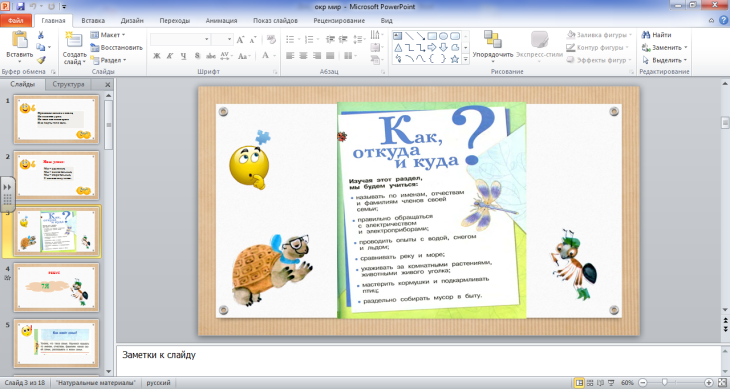 окр мир - Microsoft PowerPoint
Файл Главная Вставка Дизайн Переходы Анимация Показ слайдов Рецензирование Вид
Вставить
Создать слайд
Макет
Восстановить
Раздел
Упорядочить
Экспресс-стили
Заливка фигуры
Контур фигуры
Эффекты фигур
Найти
Заменить
Выделить
Буфер обмена Слайды Шрифт Абзац Рисование Редактирование
Слайды Структура
1
2
3
4
5
Как,
откуда
и куда ?
Изучая этот раздел,
мы будем учиться:
• называть по именам, отчествам
и фамилиям членов своей
семьи;
• правильно обращаться
с электричеством
и электроприборами;
• проводить опыты с водой, снегом
и льдом;
• сравнивать реку и море;
• ухаживать за комнатными растениями,
животными живого уголка;
• мастерить кормушки и подкармливать
птиц;
• раздельно собирать мусор в быту.
Заметки к слайду
Слайд 3 из 18 "Натуральные материалы" русский 60%